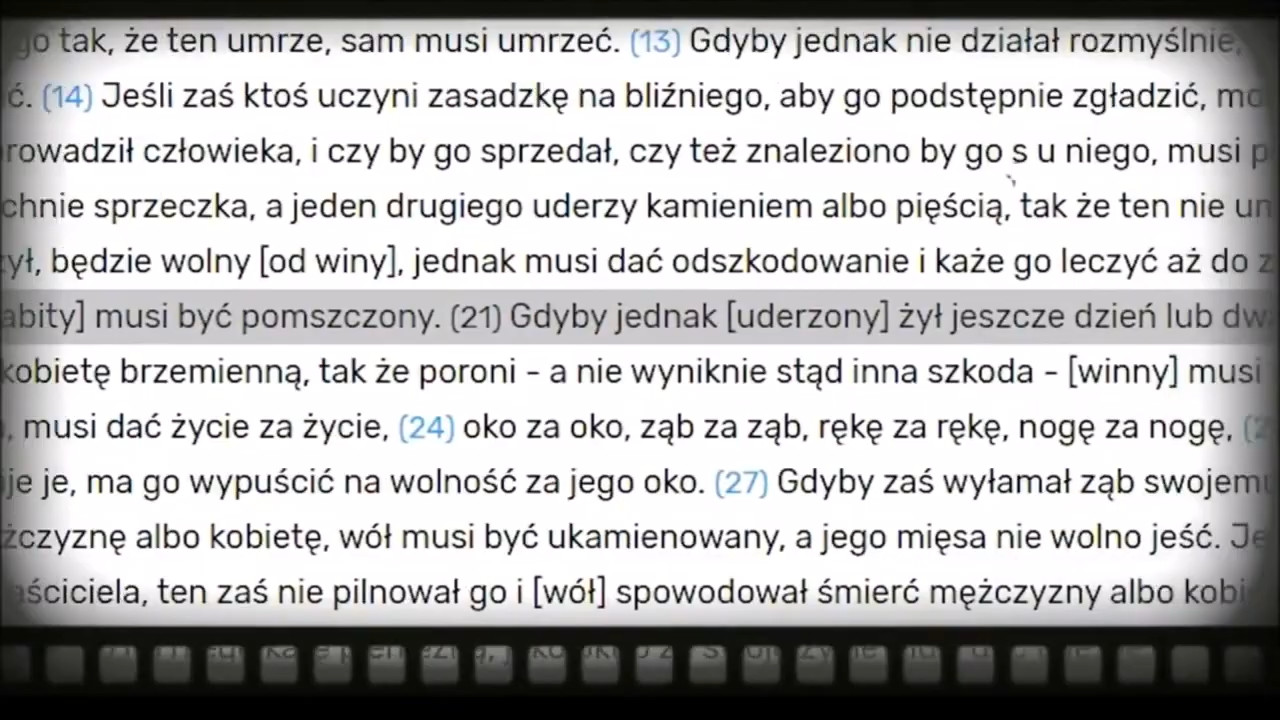 go tak, że ten umrze, sam musi umrzeć. (13) Gdyby jednak nie działał rozmyślnie,
ć. (14) Jeśli zaś ktoś uczyni zasadzkę na bliźniego, aby go podstępnie zgładzić,
rowadził człowieka, i czy by go sprzedał, czy też znaleziono by go s u niego, musi
chnie sprzeczka, a jeden drugiego uderzy kamieniem albo pięścią, tak że ten nie
ył, będzie wolny [od winy], jednak musi dać odszkodowanie i każe go leczyć aż do
abity] musi być pomszczony. (21) Gdyby jednak [uderzony] żył jeszcze dzień lub dw
kobietę brzemienną, tak że poroni - a nie wyniknie stąd inna szkoda - [winny] musi
, musi dać życie za życie, (24) oko za oko, ząb za ząb, rękę za rękę, nogę za nogę,
je je, ma go wypuścić na wolność za jego oko. (27) Gdyby zaś wyłamał ząb swojemu
żczyznę albo kobietę, wół musi być ukamienowany, a jego mięsa nie wolno jeść. Je
aściciela, ten zaś nie pilnował go i [wół] spowodował śmierć mężczyzny albo kobi